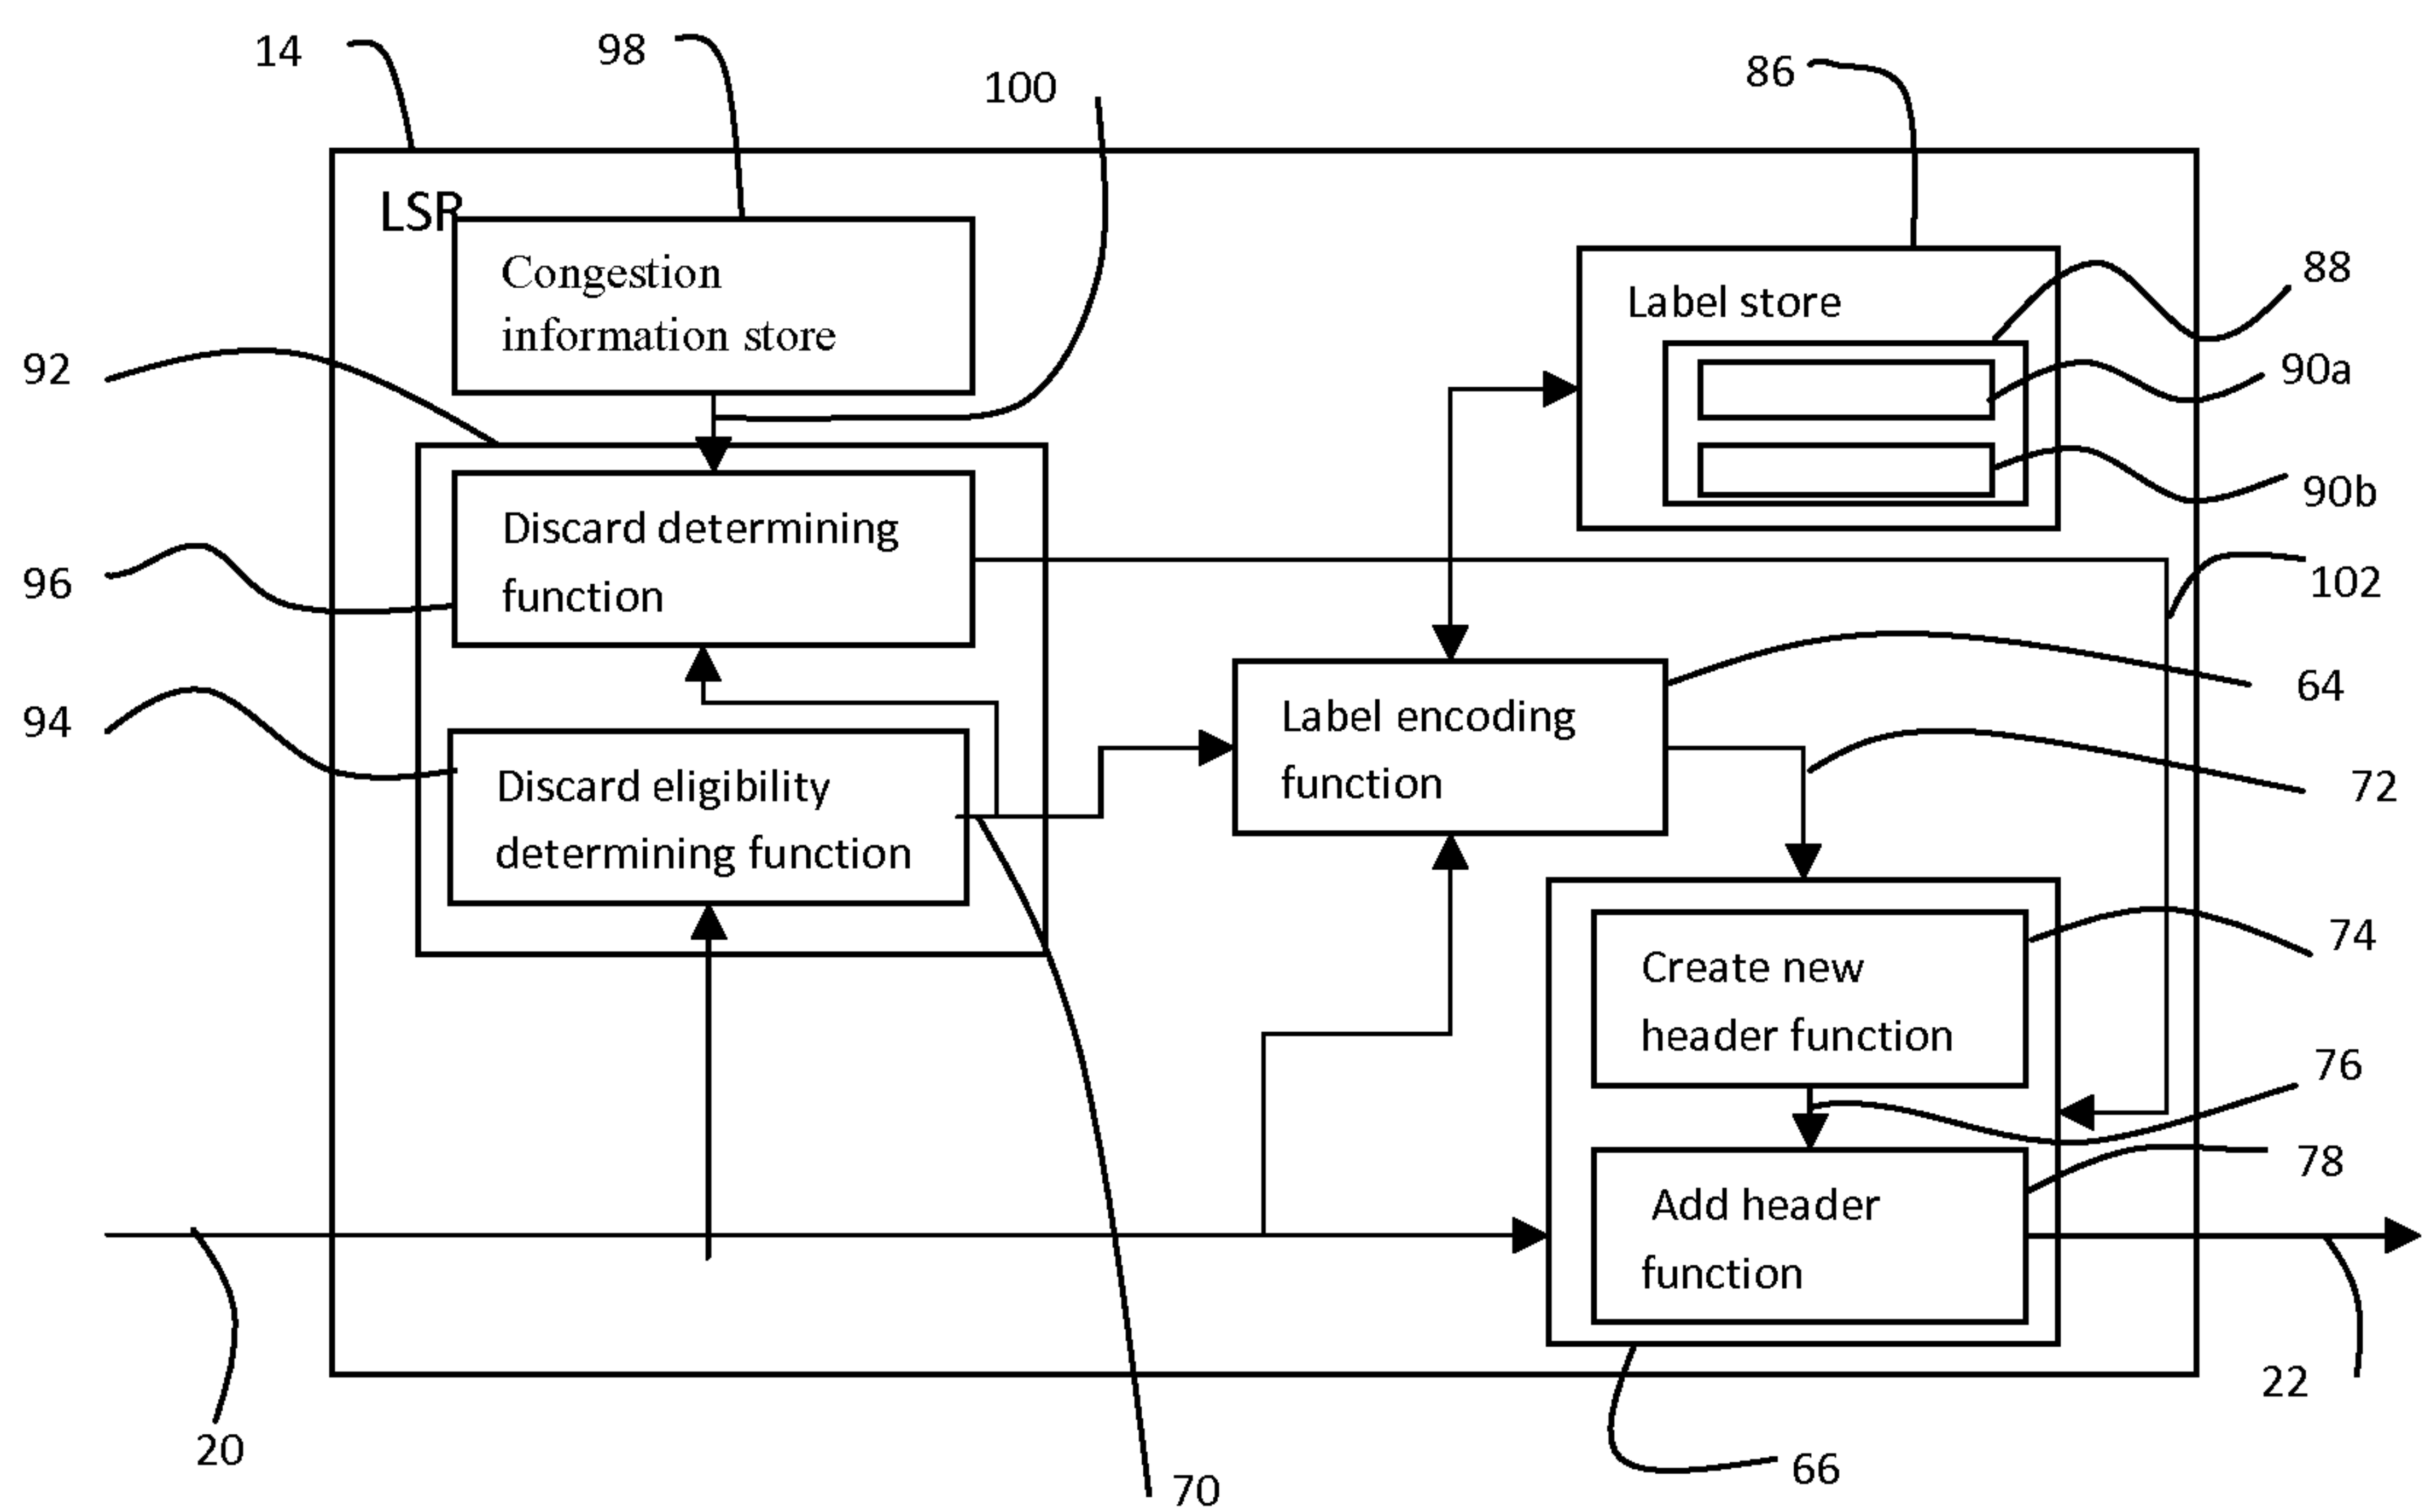 14
98
100
86
LSR
Congestion
information store
Label store
88
90a
90b
92
Discard determining
function
96
102
64
Label encoding
function
94
Discard eligibility
determining function
72
74
Create new
header function
76
78
Add header
function
22
20
70
66